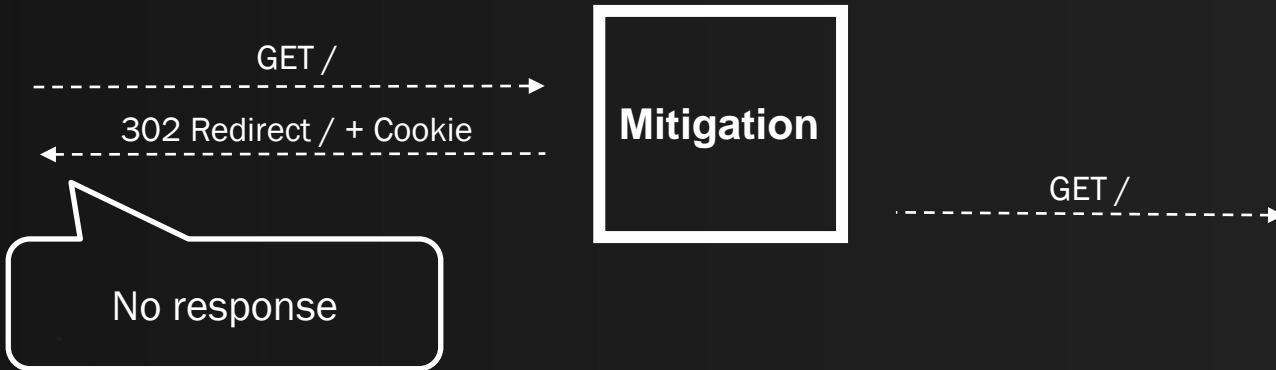 GET /
302 Redirect / + Cookie
Mitigation
GET /
No response